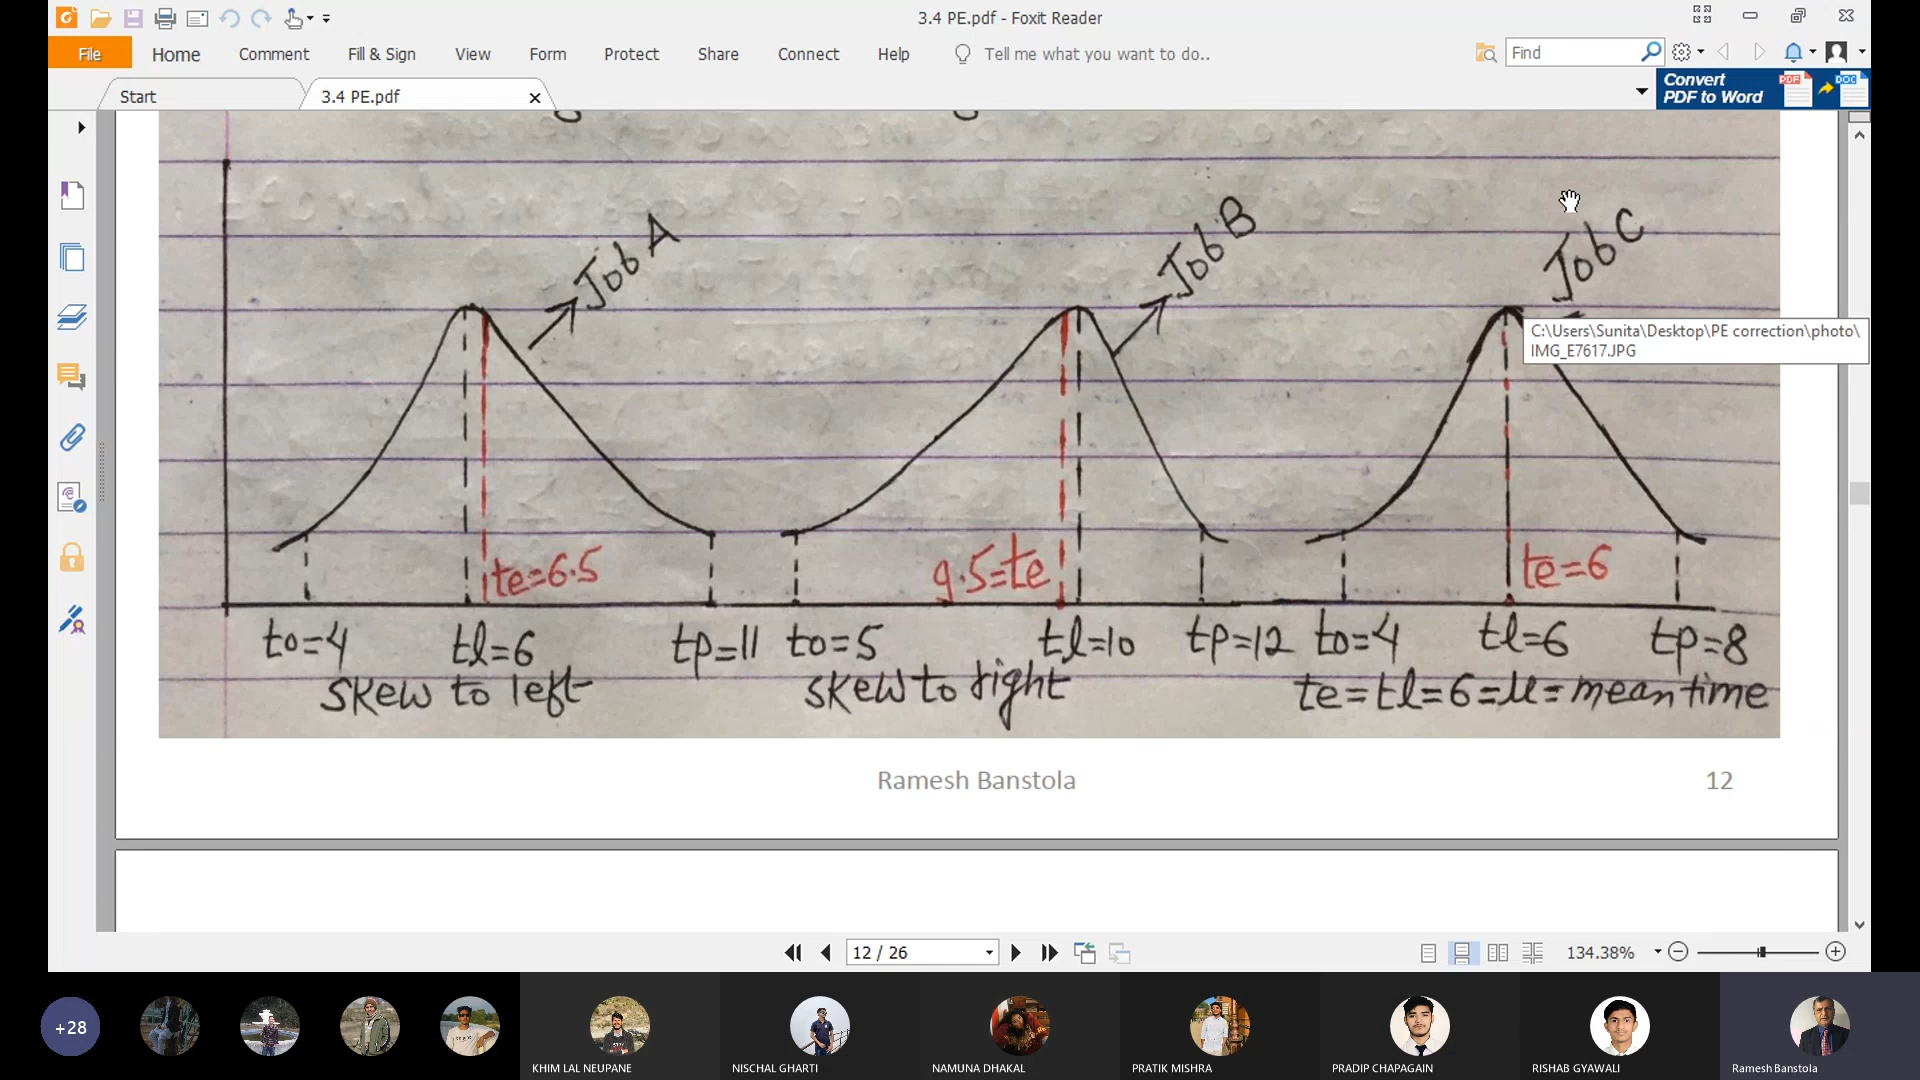 3.4 PE.pdf - Foxit Reader
File Home Comment Fill & Sign View Form Protect Share Connect Help Tell me what you want to do.. Find
Start 3.4 PE.pdf
Convert
PDF to Word
PDF DOC
Job A Job B Job C
C:\Users\Sunita\Desktop\PE correction\photo\
IMG_E7617.JPG
te=6.5 9.5=te te=6
to=4 tl=6 tp=11 to=5 tl=10 tp=12 to=4 tl=6 tp=8
skew to left skew to right te=tl=6=μ=mean time
Ramesh Banstola 12
12 / 26 134.38%
+28
KHIM LAL NEUPANE NISCHAL GHARTI NAMUNA DHAKAL PRATIK MISHRA PRADIP CHAPAGAIN RISHAB GYAWALI Ramesh Banstola